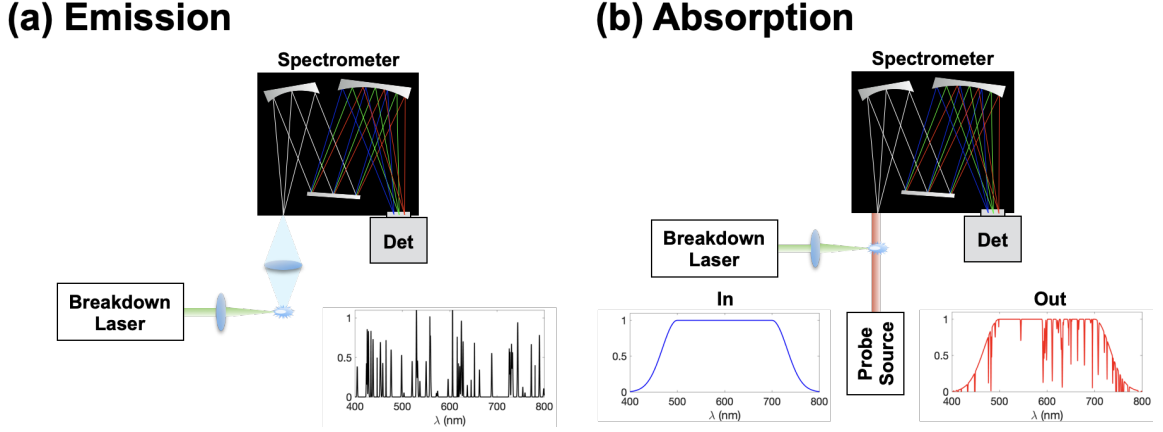 (a) Emission
Spectrometer
Det
Breakdown
Laser
1
0.5
0
400
500
600
700
800
λ (nm)
(b) Absorption
Spectrometer
Det
Breakdown
Laser
Probe
Source
In
1
0.5
0
400
500
600
700
800
λ (nm)
Out
1
0.5
0
400
500
600
700
800
λ (nm)